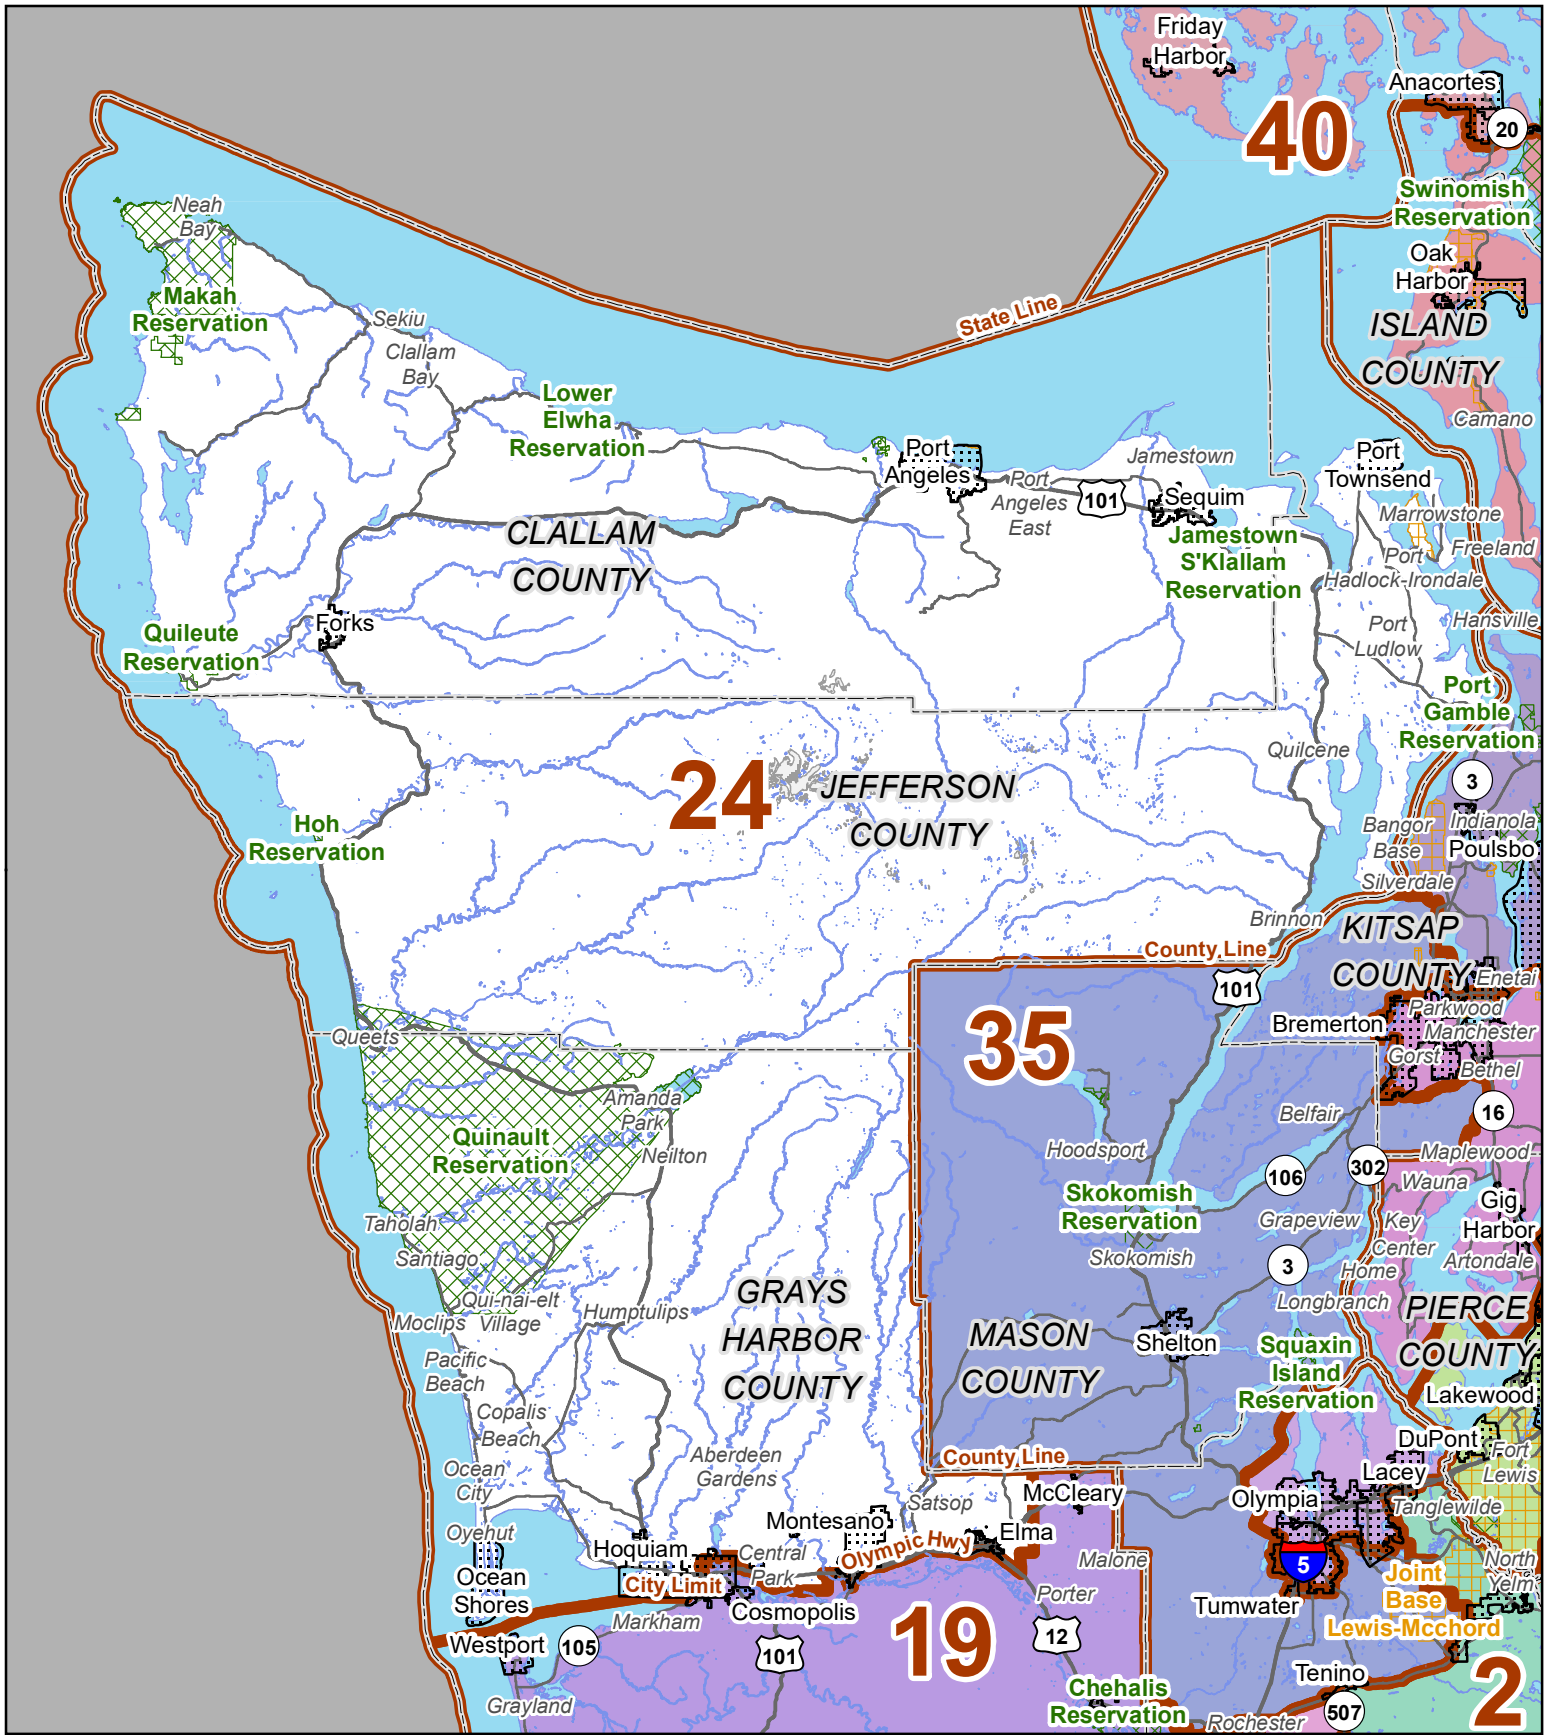 Friday
Harbor
Anacortes
40
20
Swinomish
Reservation
Neah
Bay
Oak
Harbor
Makah
Reservation
State Line
ISLAND
COUNTY
Sekiu
Clallam
Bay
Lower
Elwha
Reservation
Camano
Port
Angeles
Jamestown
Port
Townsend
Port
Angeles
East
101
Sequim
Marrowstone
CLALLAM
COUNTY
Jamestown
S'Klallam
Reservation
Port
Hadlock-Irondale
Freeland
Forks
Hansville
Quileute
Reservation
Port
Ludlow
Port
Gamble
Reservation
Quilcene
24
JEFFERSON
COUNTY
3
Hoh
Reservation
Bangor
Base
Indianola
Poulsbo
Silverdale
Brinnon
KITSAP
COUNTY
County Line
101
Enetai
Queets
35
Bremerton
Parkwood
Manchester
Gorst
Bethel
Amanda
Park
Belfair
16
Quinault
Reservation
Neilton
Hoodsport
106
302
Maplewood
Wauna
Skokomish
Reservation
Gig
Harbor
Taholah
Grapeview
Key
Center
Santiago
Skokomish
3
Home
Artondale
Qui-nai-elt
Village
Humptulips
GRAYS
HARBOR
COUNTY
Longbranch
PIERCE
COUNTY
Moclips
MASON
COUNTY
Shelton
Squaxin
Island
Reservation
Pacific
Beach
Lakewood
Copalis
Beach
Aberdeen
Gardens
County Line
DuPont
Fort
Lewis
Ocean
City
McCleary
Lacey
Satsop
Olympia
Tanglewilde
Oyehut
Montesano
Elma
Hoquiam
Central
Park
Olympic Hwy
Malone
5
North
Yelm
Ocean
Shores
City Limit
Joint
Base
Lewis-Mcchord
Cosmopolis
Porter
Tumwater
Markham
19
Westport
105
101
12
Tenino
2
Grayland
Chehalis
Reservation
Rochester
507